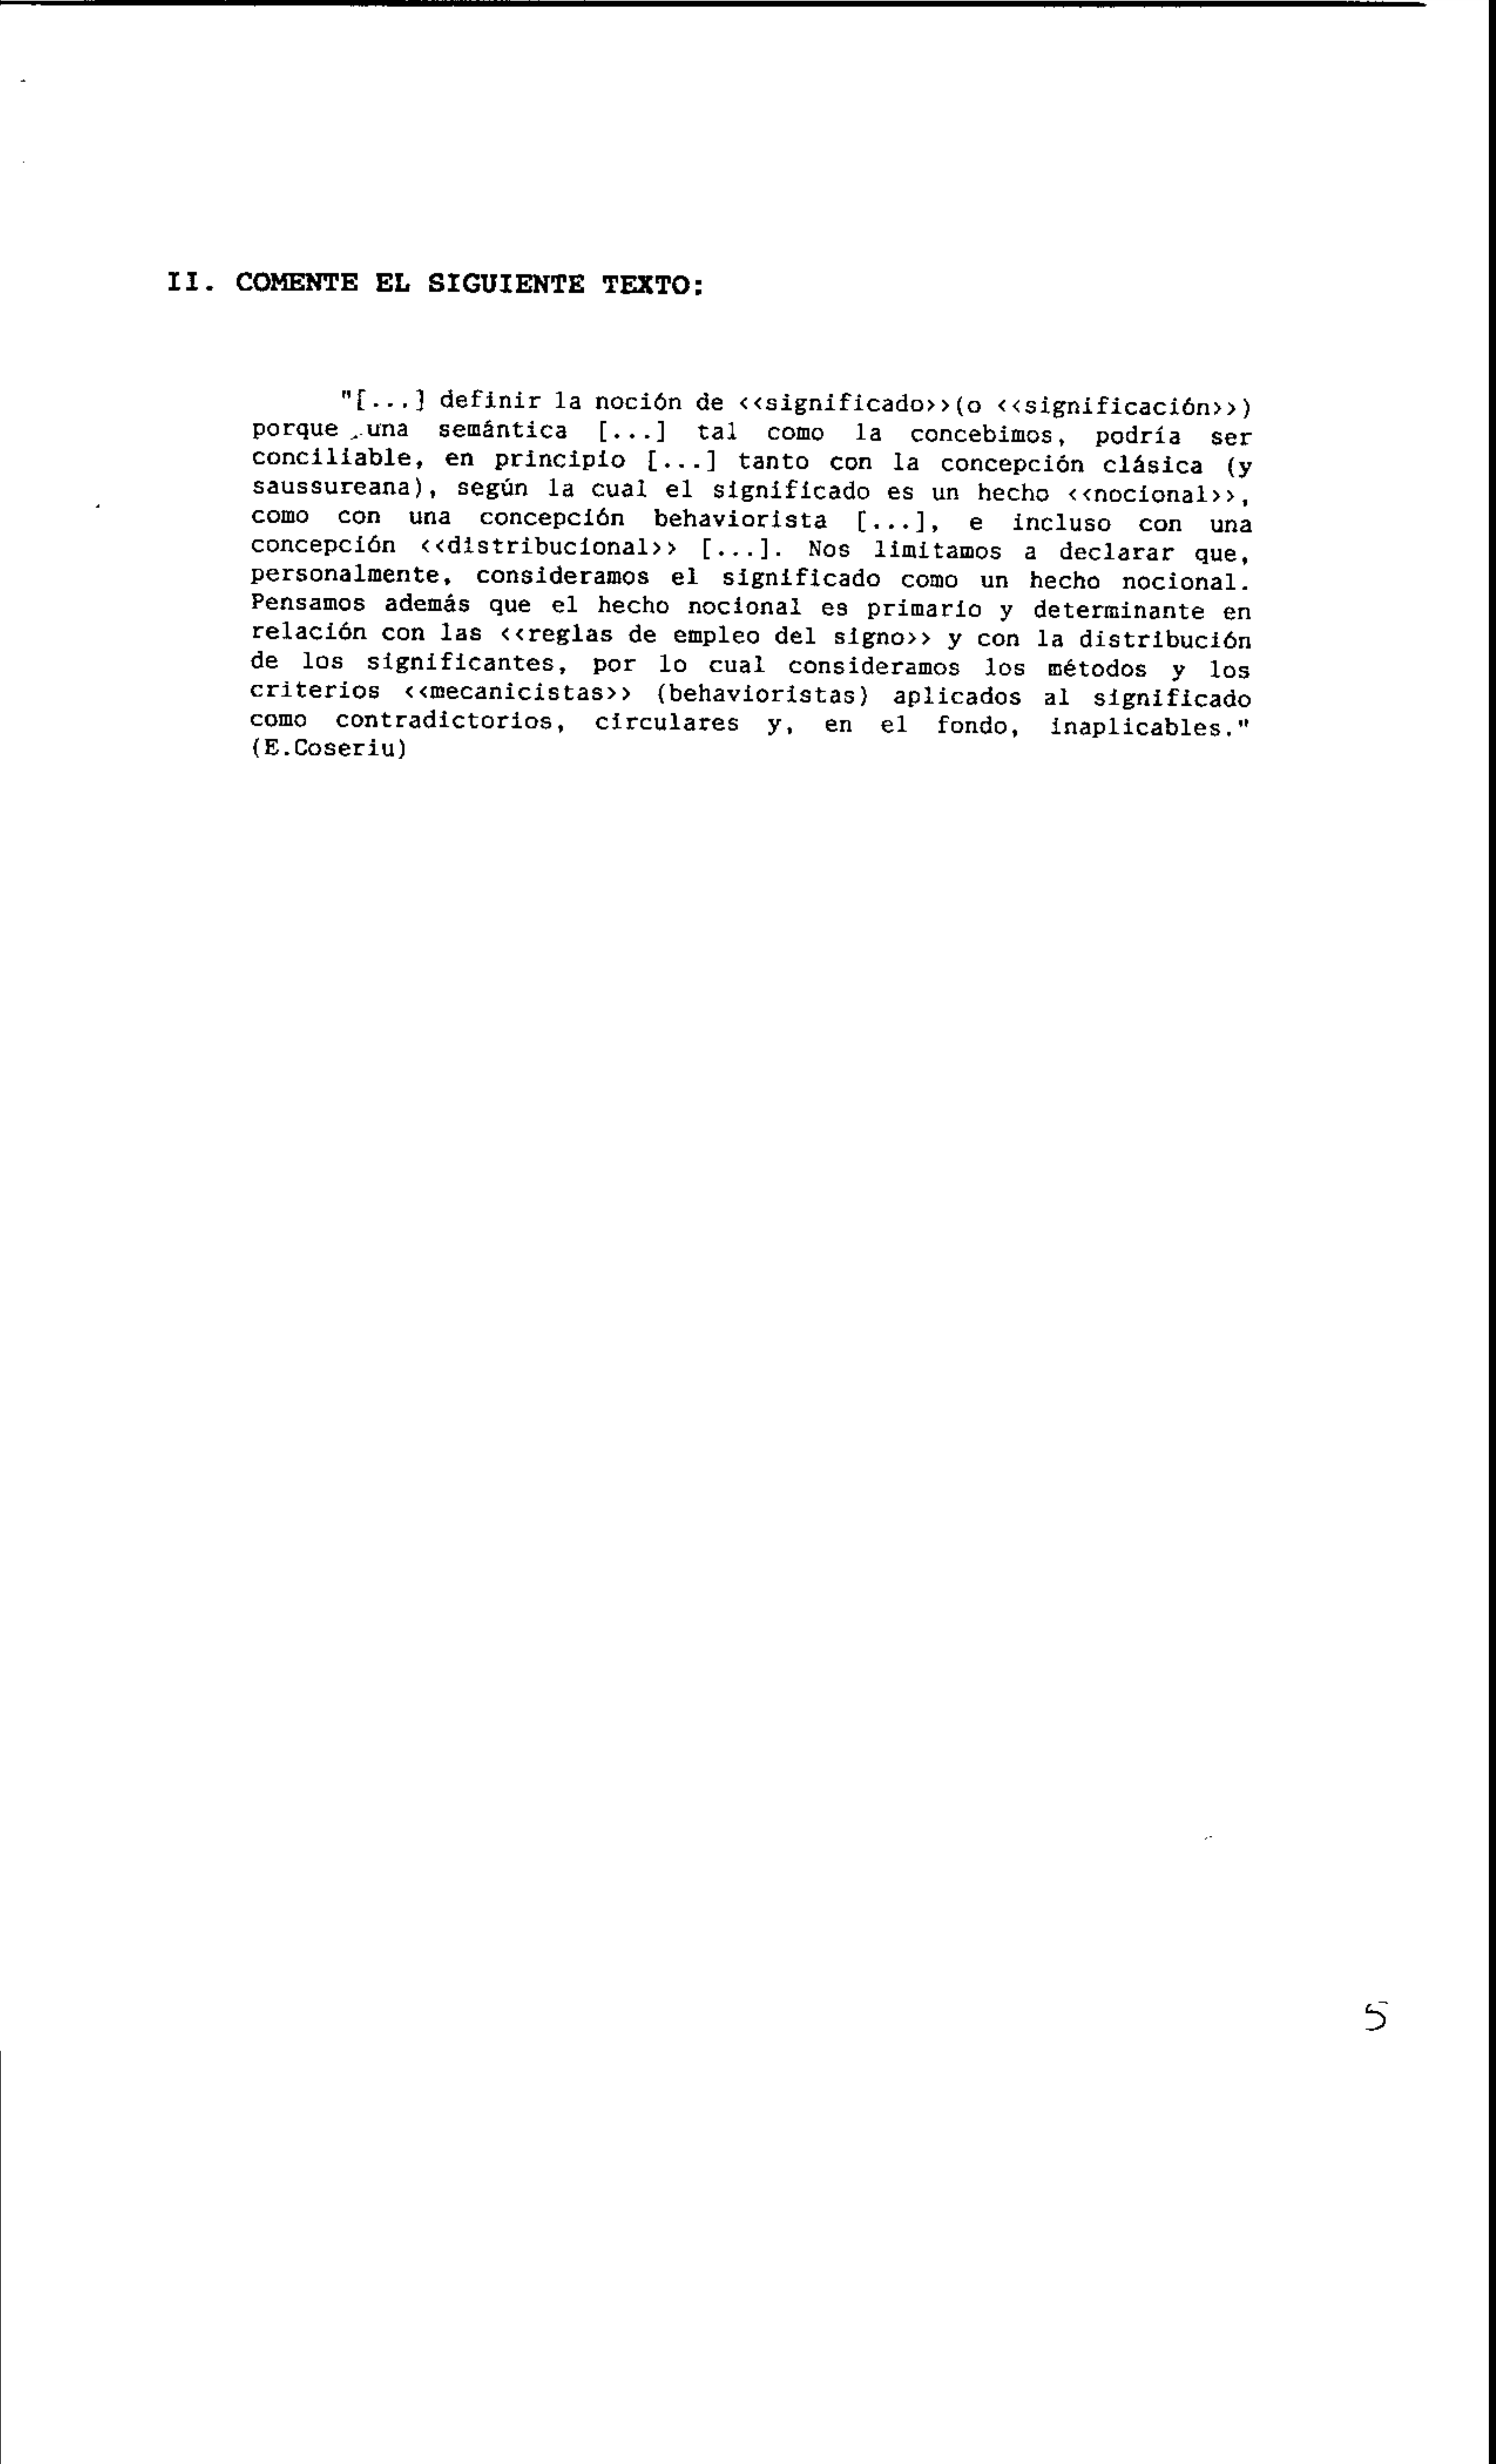 II. COMENTE EL SIGUIENTE TEXTO:
"[...] definir la noción de <<significado>>(o <<significación>>)
porque una semántica [...] tal como la concebimos, podría ser
conciliable, en principio [...] tanto con la concepción clásica (y
saussureana), según la cual el significado es un hecho <<nocional>>,
como con una concepción behaviorista [...], e incluso con una
concepción <<distribucional>> [...]. Nos limitamos a declarar que,
personalmente, consideramos el significado como un hecho nocional.
Pensamos además que el hecho nocional es primario y determinante en
relación con las <<reglas de empleo del signo>> y con la distribución
de los significantes, por lo cual consideramos los métodos y los
criterios <<mecanicistas>> (behavioristas) aplicados al significado
como contradictorios, circulares y, en el fondo, inaplicables."
(E.Coseriu)
5